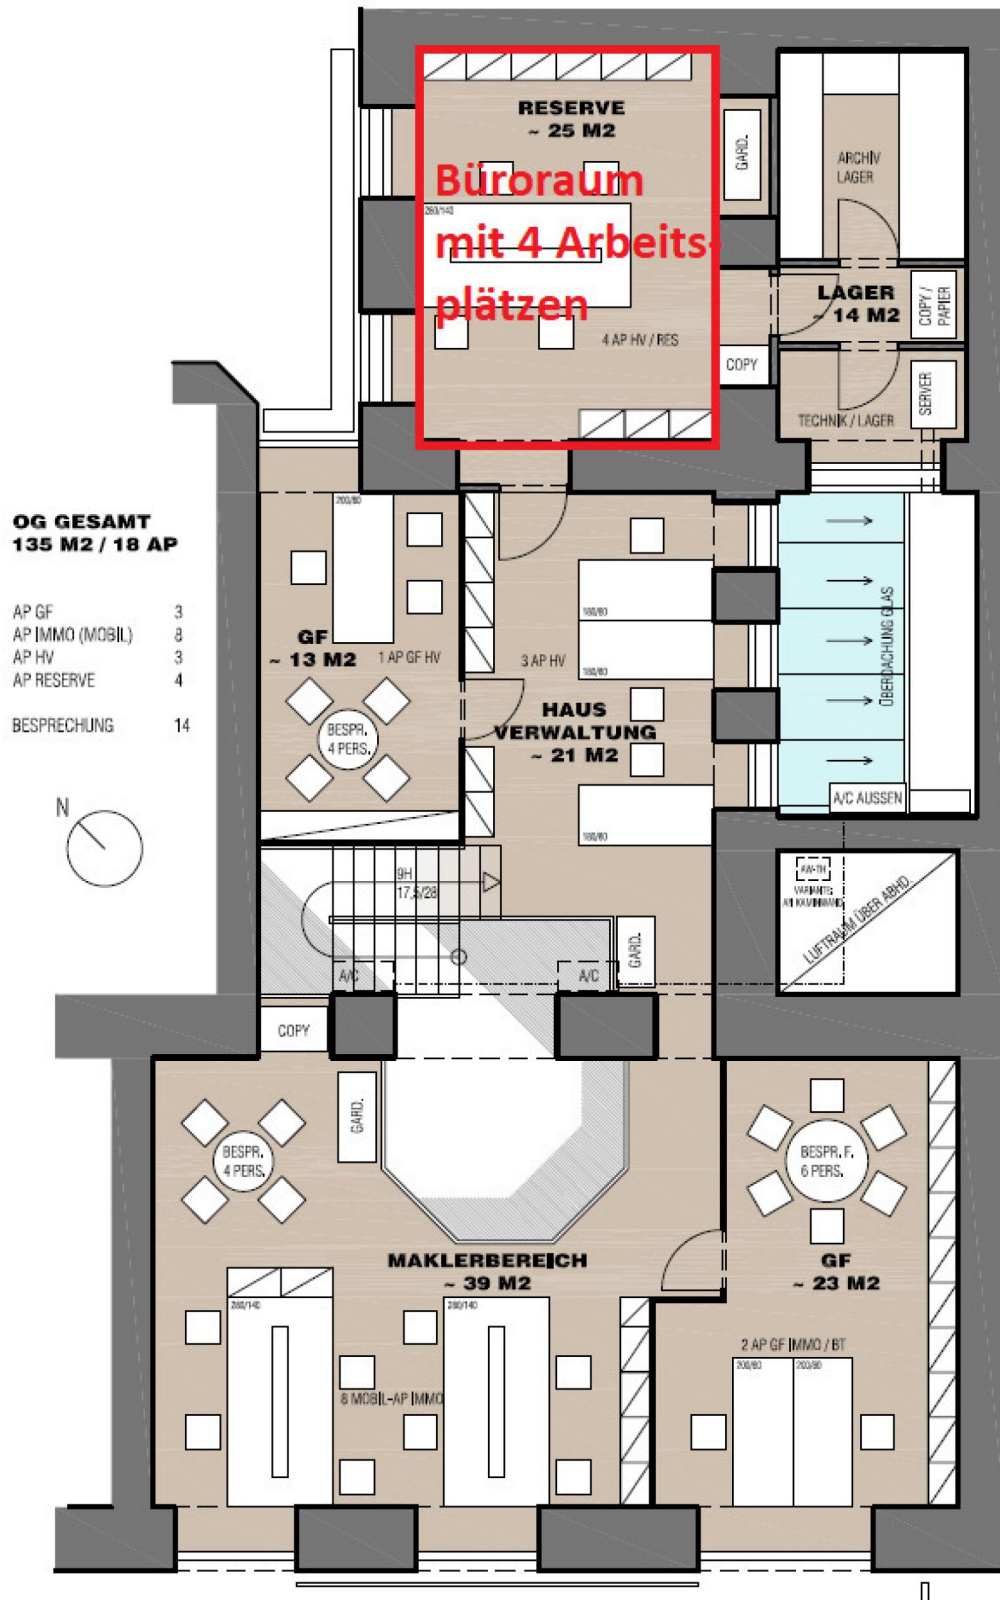 RESERVE
~ 25 M2
Büroraum
mit 4 Arbeits-
plätzen
280/140
4 AP HV / RES
GARD.
ARCHIV
LAGER
LAGER
~ 14 M2
COPY /
PAPIER
COPY
SERVER
TECHNIK / LAGER
OG GESAMT
135 M2 / 18 AP
AP GF 3
AP IMMO (MOBIL) 8
AP HV 3
AP RESERVE 4
BESPRECHUNG 14
N
200/80
GF
~ 13 M2
1 AP GF HV
BESPR.
4 PERS.
180/80
180/80
3 AP HV
HAUS
VERWALTUNG
~ 21 M2
180/80
ÜBERDACHUNG GLAS
A/C AUSSEN
AW-TH
VARIANTE:
AN KAMINWAND
LUFTRAUM ÜBER ABHD.
9H
17,5/28
GARD.
A/C
A/C
COPY
GARD.
BESPR.
4 PERS.
BESPR. F.
6 PERS.
MAKLERBEREICH
~ 39 M2
GF
~ 23 M2
280/140
280/140
8 MOBIL-AP IMMO
2 AP GF IMMO / BT
200/80
200/80